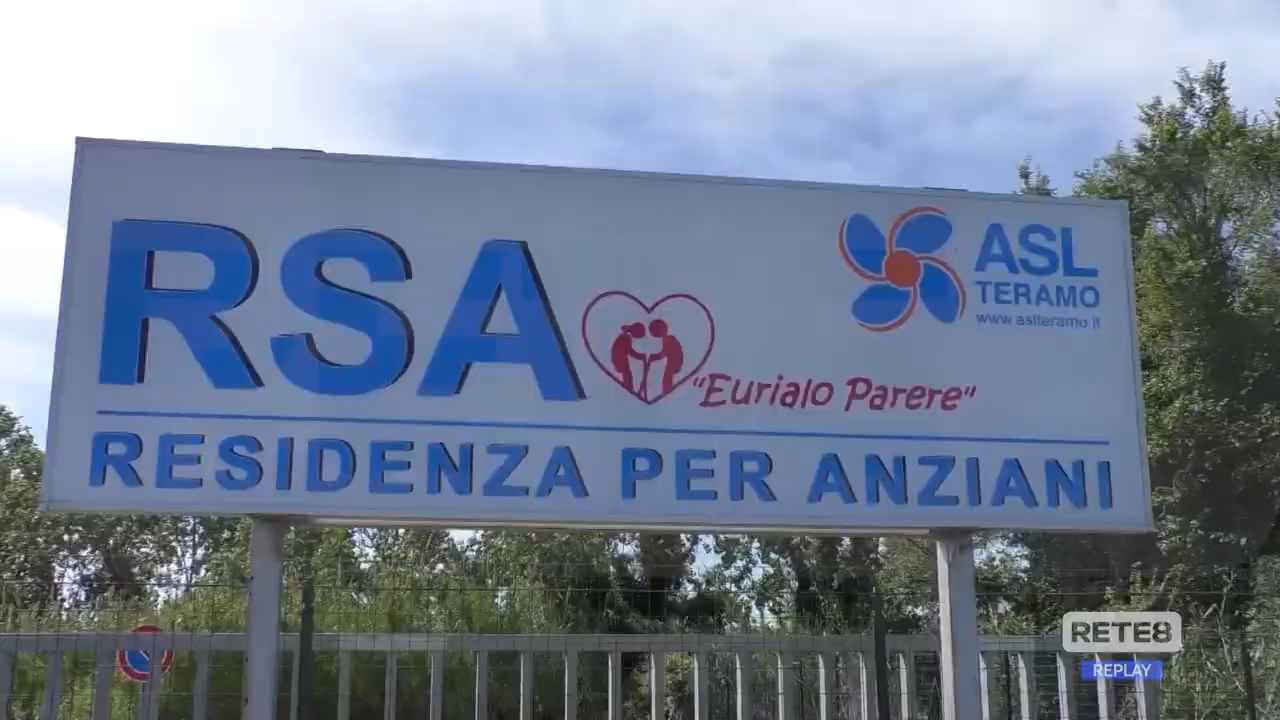 RSA
"Eurialo Parere"
ASL
TERAMO
www.aslteramo.it
RESIDENZA PER ANZIANI
RETE8
REPLAY